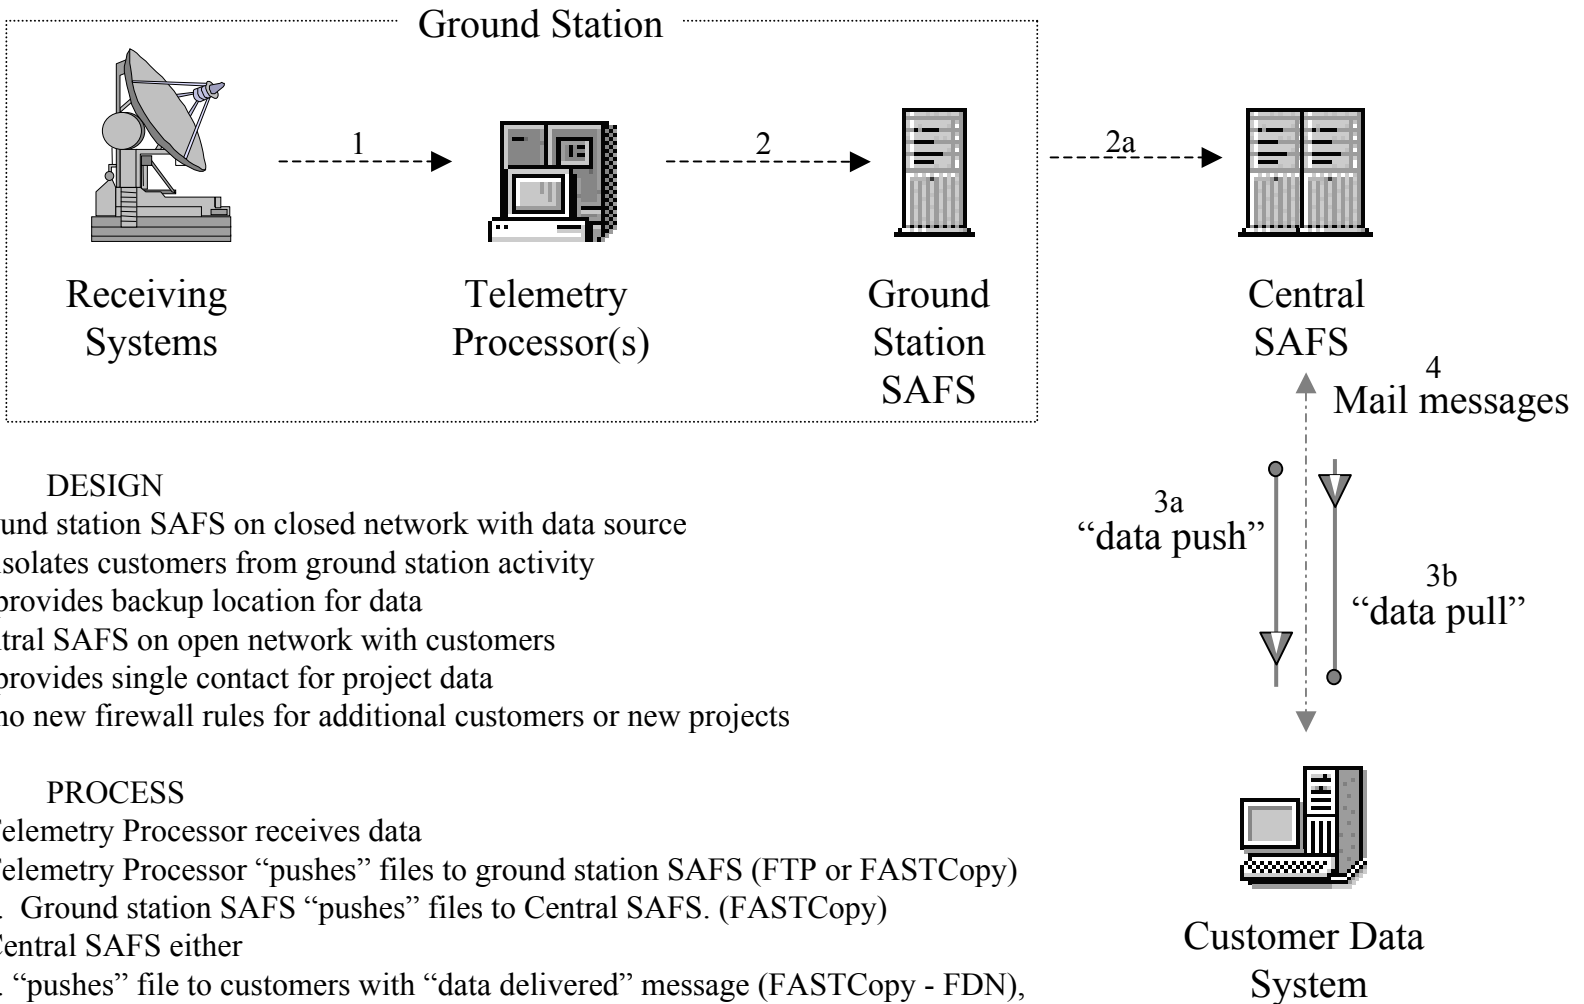 Ground Station
1
2
2a
Receiving
Systems
Telemetry
Processor(s)
Ground
Station
SAFS
Central
SAFS
4
Mail messages
3a
“data push”
3b
“data pull”
Customer Data
System
DESIGN
station SAFS on closed network with data source
customers from ground station activity
provides backup location for data
SAFS on open network with customers
provides single contact for project data
no new firewall rules for additional customers or new projects
PROCESS
Telemetry Processor receives data
Telemetry Processor “pushes” files to ground station SAFS (FTP or FASTCopy)
. Ground station SAFS “pushes” files to Central SAFS. (FASTCopy)
Central SAFS either
. “pushes” file to customers with “data delivered” message (FASTCopy - FDN),